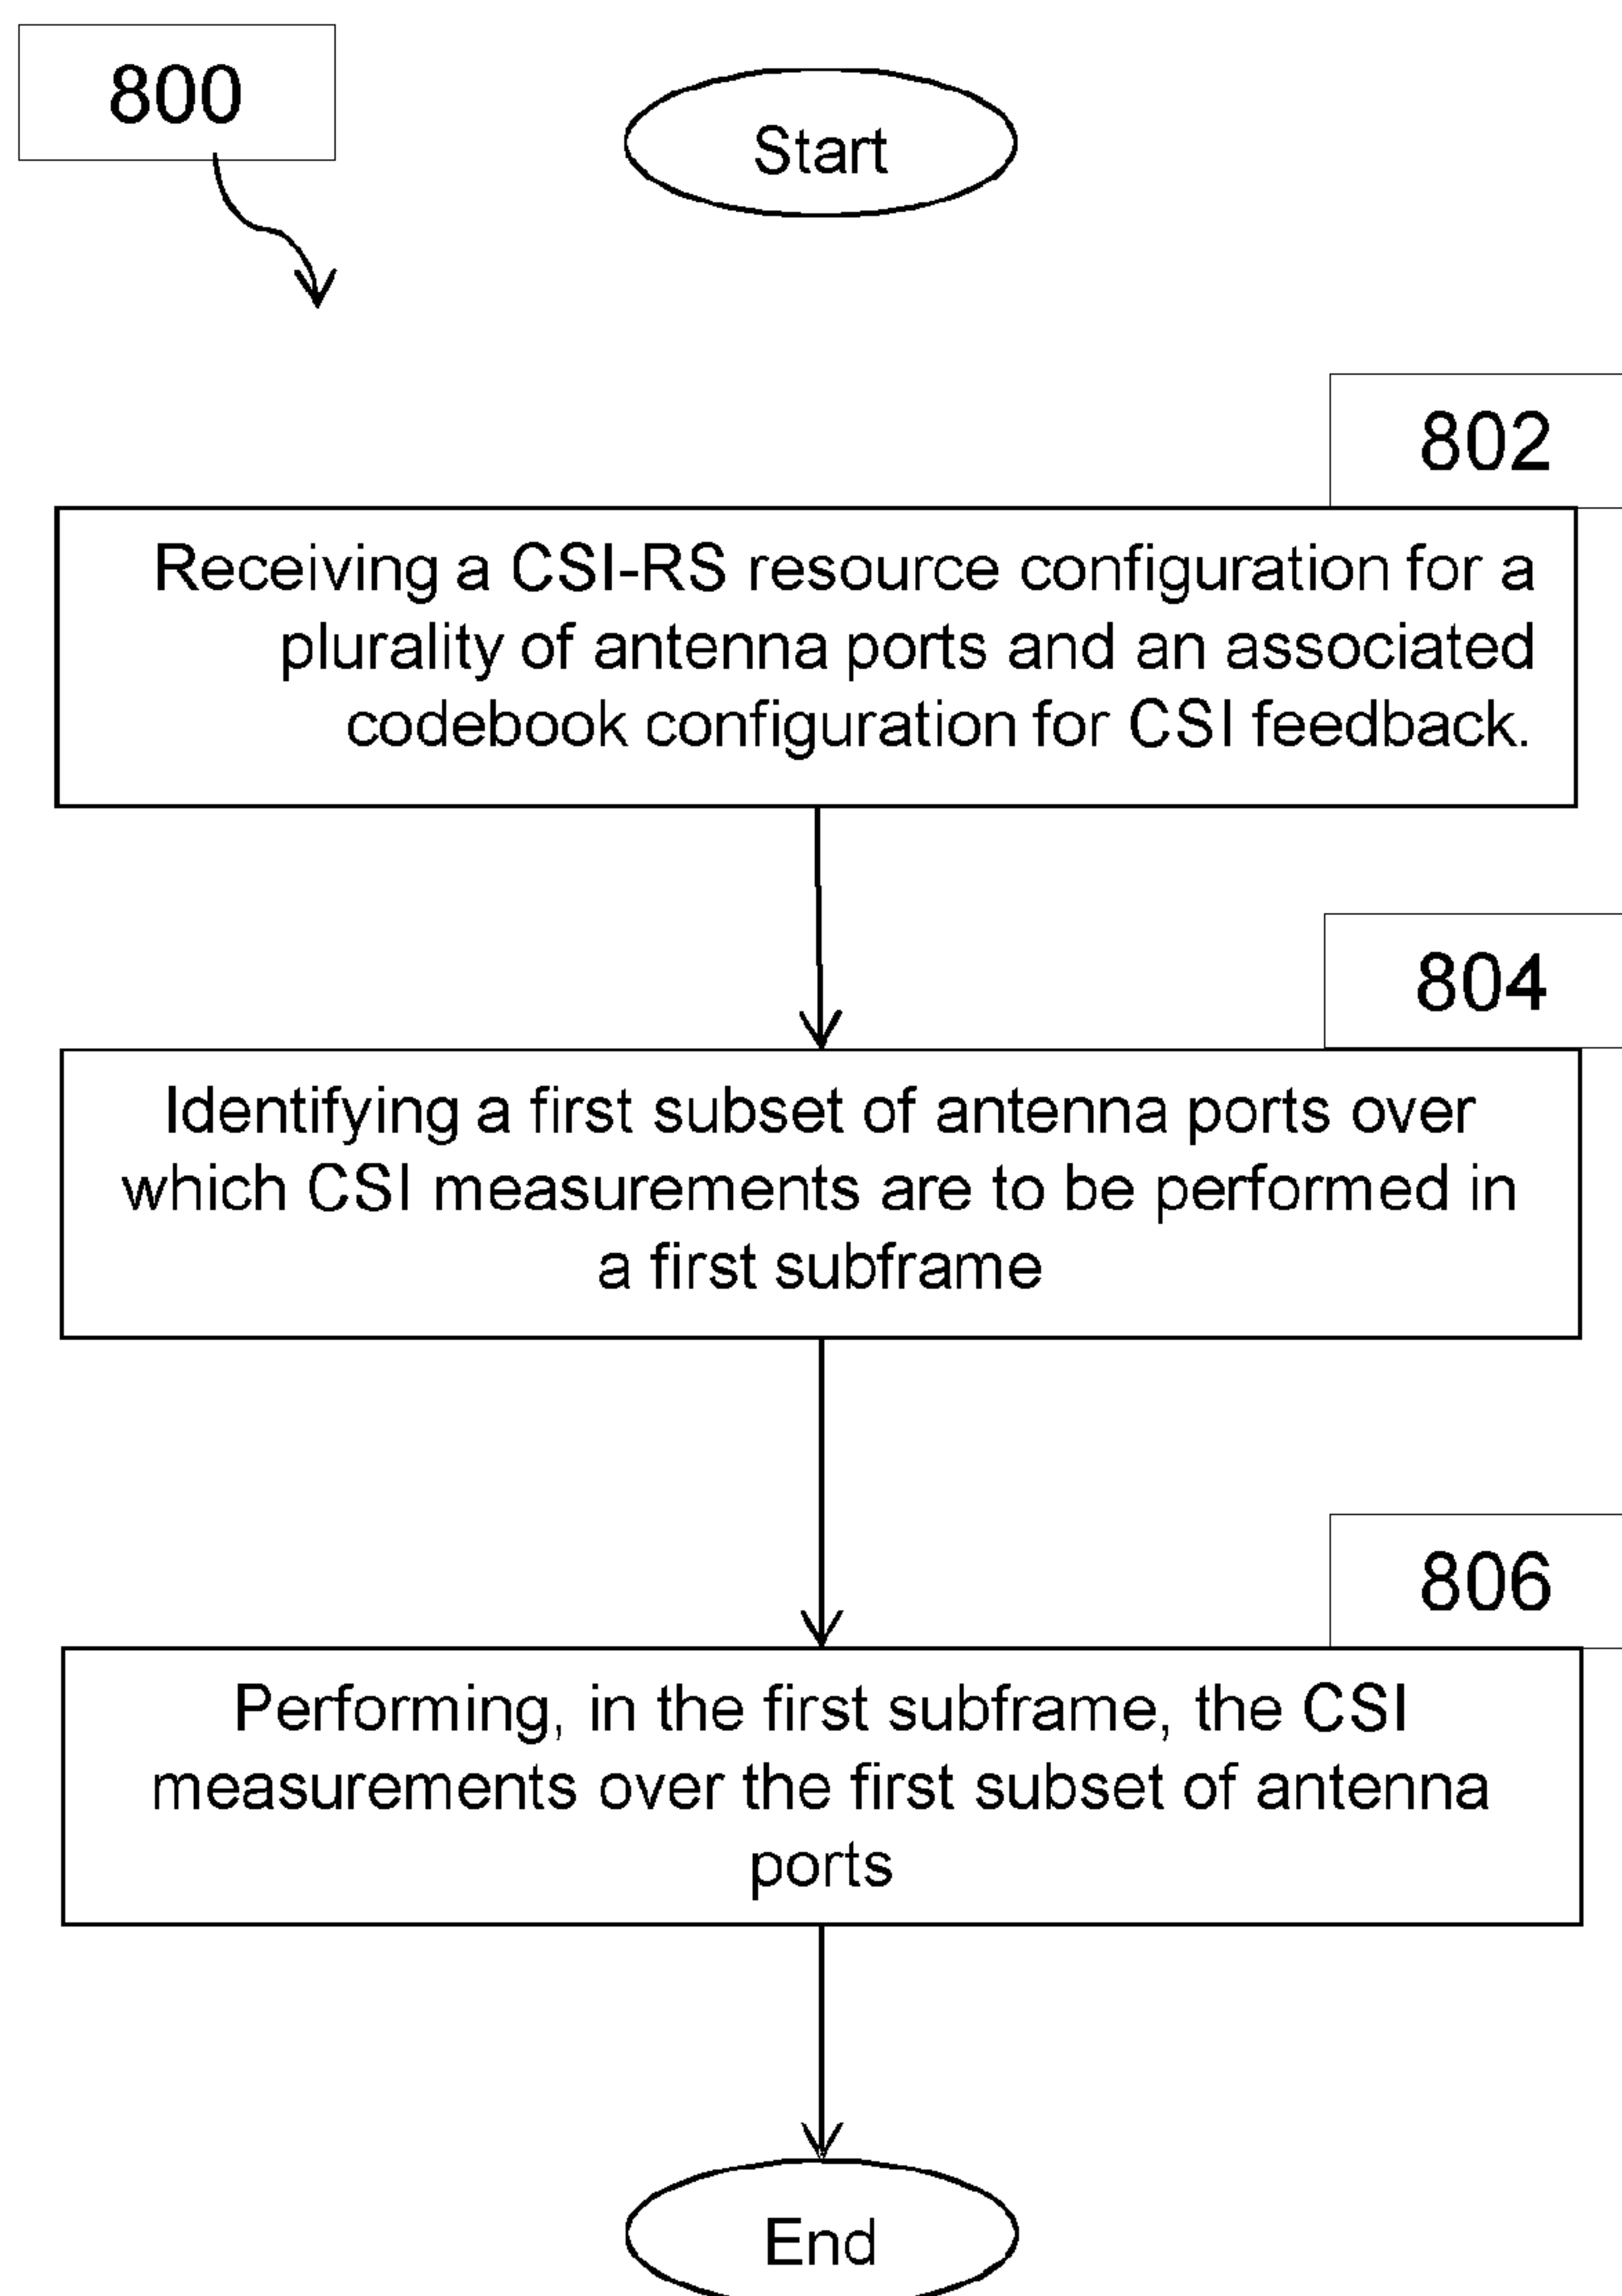 800
Start
802
Receiving a CSI-RS resource configuration for a
plurality of antenna ports and an associated
codebook configuration for CSI feedback.
804
Identifying a first subset of antenna ports over
which CSI measurements are to be performed in
a first subframe
806
Performing, in the first subframe, the CSI
measurements over the first subset of antenna
ports
End